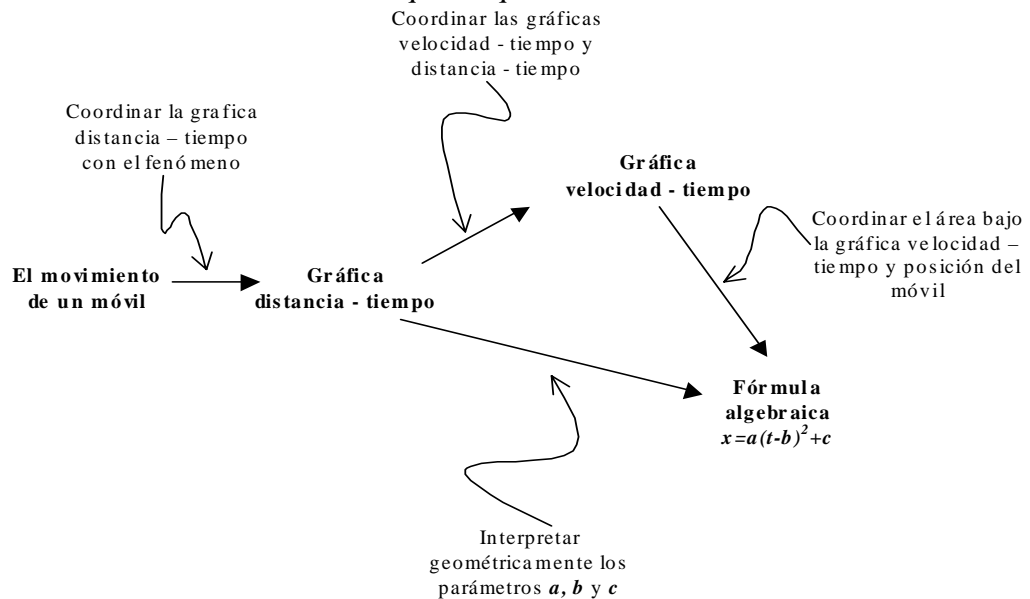 Coordinar las gráficas
velocidad - tiempo y
distancia - tiempo
Coordinar la grafica
distancia – tiempo
con el fenómeno
Gráfica
velocidad - tiempo
Coordinar el área bajo
la gráfica velocidad –
tiempo y posición del
móvil
El movimiento
de un móvil
Gráfica
distancia - tiempo
Fórmula
algebraica
x=a(t-b)²+c
Interpretar
geométricamente los
parámetros a, b y c